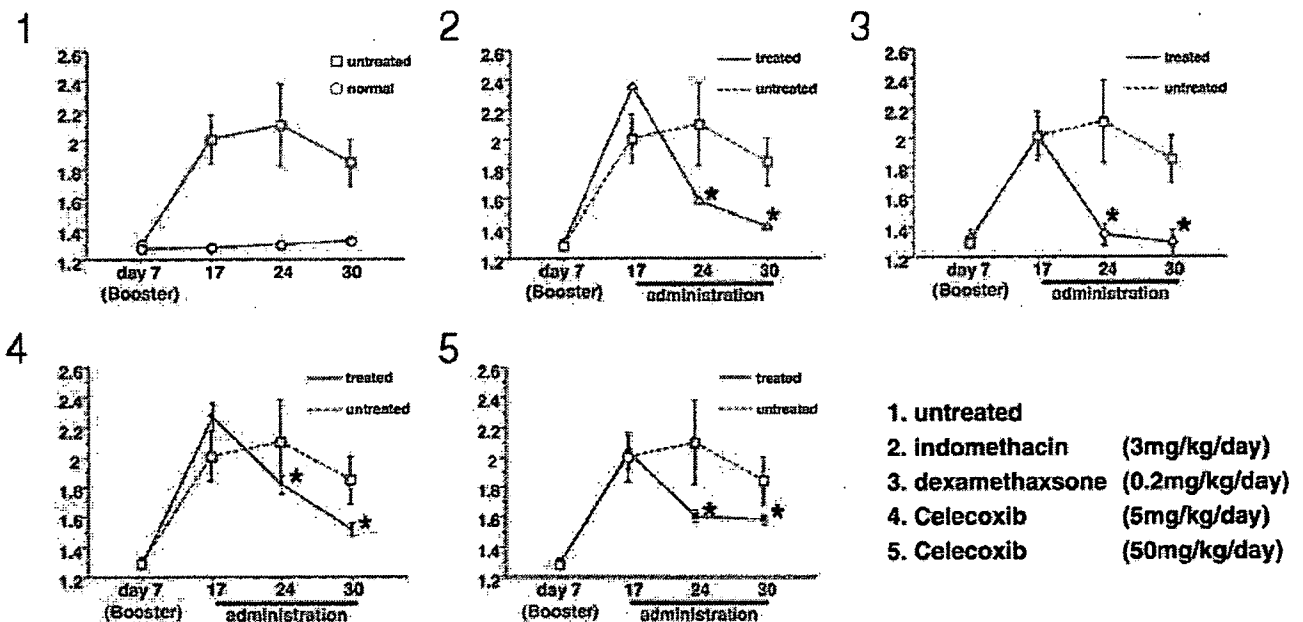 1
2.6
2.4
2.2
2
1.8
1.6
1.4
1.2
untreated
normal
day 7 17 24 30
(Booster)
2
2.6
2.4
2.2
2
1.8
1.6
1.4
1.2
treated
untreated
day 7 17 24 30
(Booster) administration
3
2.6
2.4
2.2
2
1.8
1.6
1.4
1.2
treated
untreated
day 7 17 24 30
(Booster) administration
4
2.6
2.4
2.2
2
1.8
1.6
1.4
1.2
treated
untreated
day 7 17 24 30
(Booster) administration
5
2.6
2.4
2.2
2
1.8
1.6
1.4
1.2
treated
untreated
day 7 17 24 30
(Booster) administration
1. untreated
2. indomethacin (3mg/kg/day)
3. dexamethaxsone (0.2mg/kg/day)
4. Celecoxib (5mg/kg/day)
5. Celecoxib (50mg/kg/day)